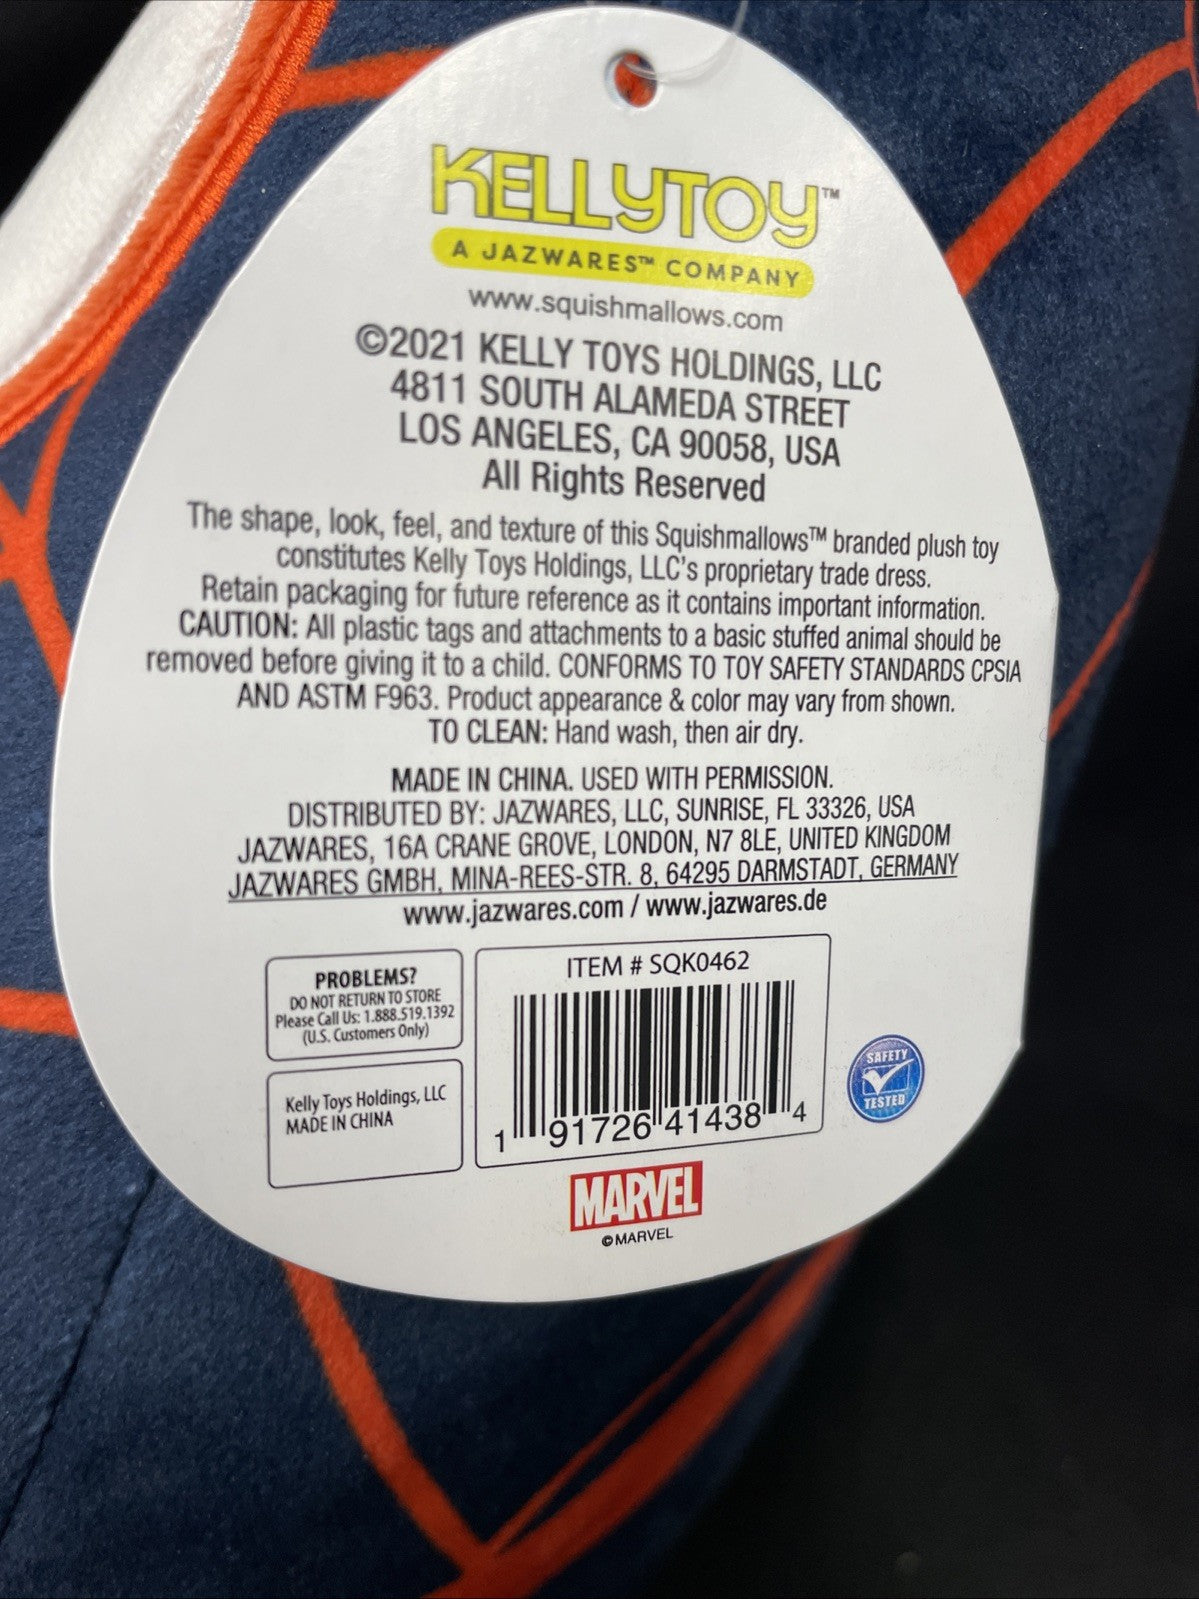 KELLYTOY™
A JAZWARES™ COMPANY
www.squishmallows.com
©2021 KELLY TOYS HOLDINGS, LLC
4811 SOUTH ALAMEDA STREET
LOS ANGELES, CA 90058, USA
All Rights Reserved
The shape, look, feel, and texture of this Squishmallows™ branded plush toy
constitutes Kelly Toys Holdings, LLC's proprietary trade dress.
Retain packaging for future reference as it contains important information.
CAUTION: All plastic tags and attachments to a basic stuffed animal should be
removed before giving it to a child. CONFORMS TO TOY SAFETY STANDARDS CPSIA
AND ASTM F963. Product appearance & color may vary from shown.
TO CLEAN: Hand wash, then air dry.
MADE IN CHINA. USED WITH PERMISSION.
DISTRIBUTED BY: JAZWARES, LLC, SUNRISE, FL 33326, USA
JAZWARES, 16A CRANE GROVE, LONDON, N7 8LE, UNITED KINGDOM
JAZWARES GMBH, MINA-REES-STR. 8, 64295 DARMSTADT, GERMANY
www.jazwares.com / www.jazwares.de
PROBLEMS?
DO NOT RETURN TO STORE
Please Call Us: 1.888.519.1392
(U.S. Customers Only)
Kelly Toys Holdings, LLC
MADE IN CHINA
ITEM # SQK0462
1 91726 41438 4
SAFETY
TESTED
MARVEL
© MARVEL